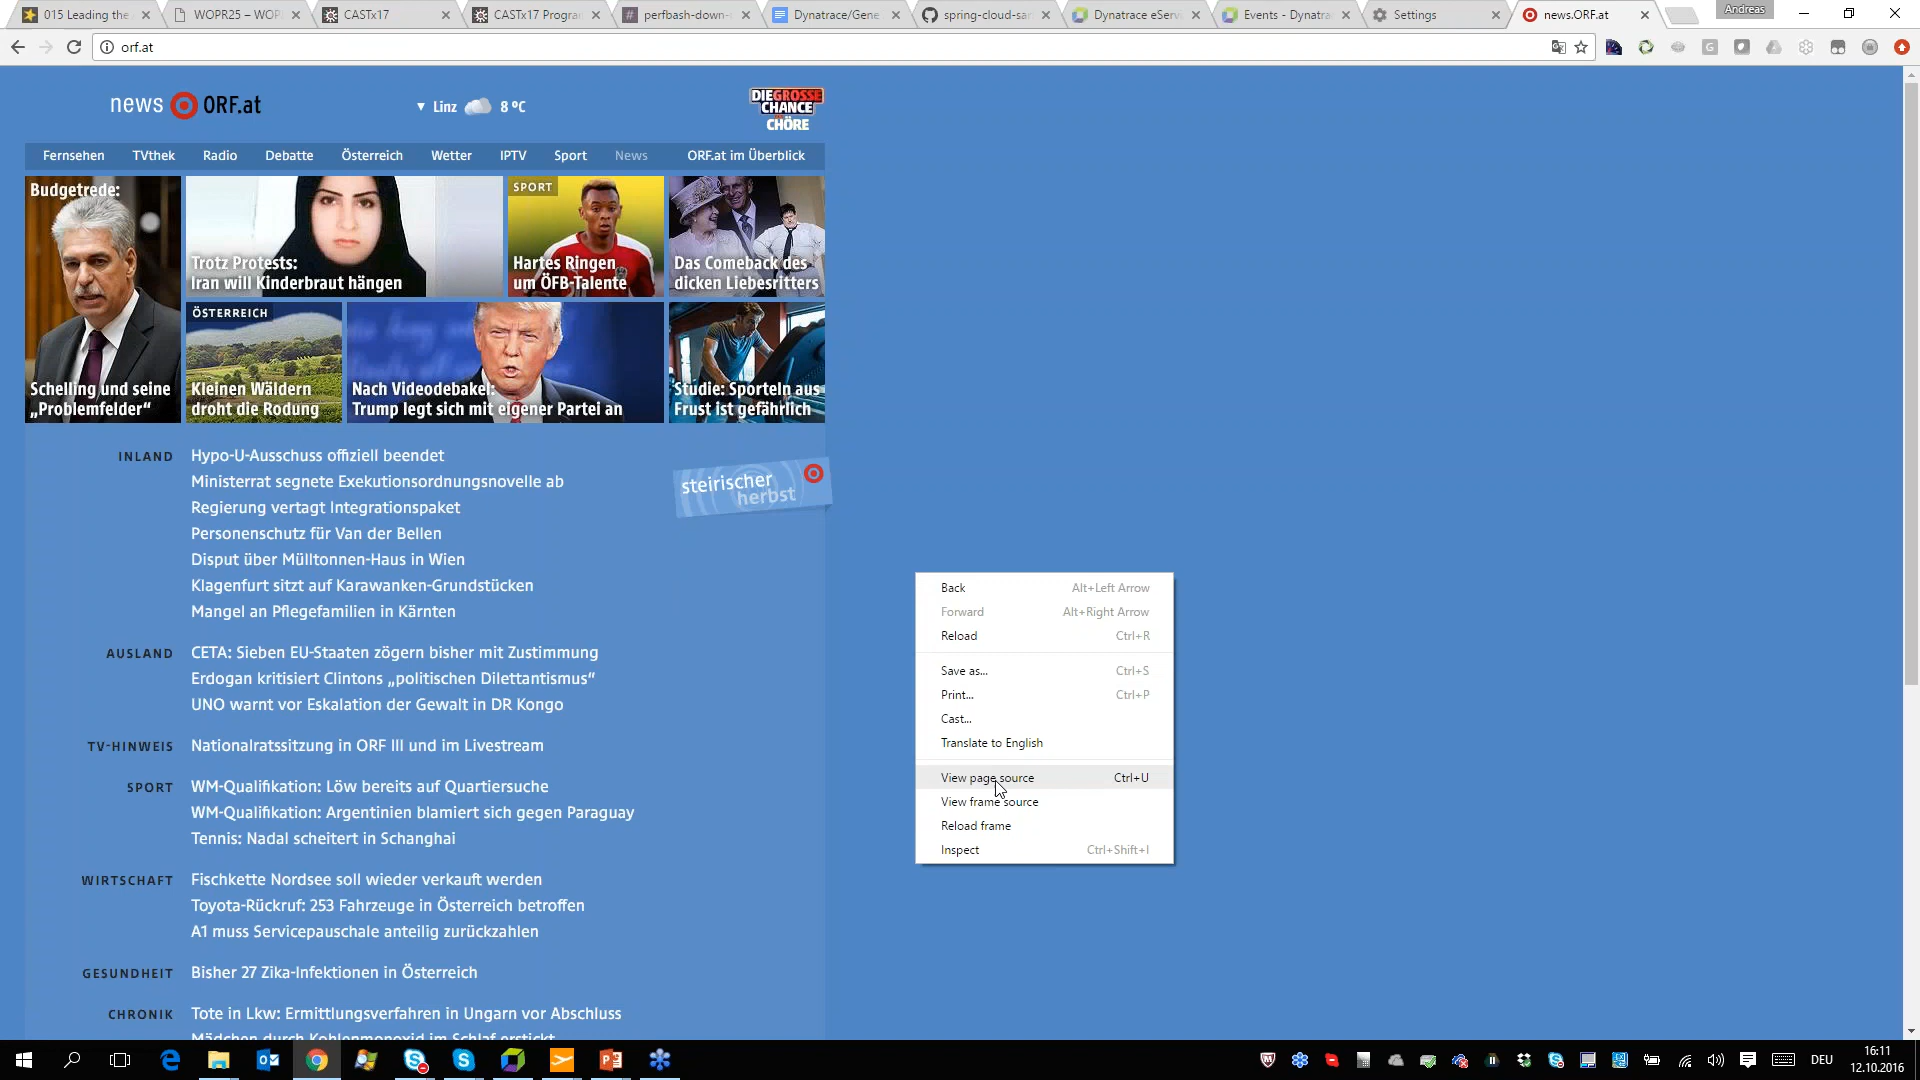 015 Leading the
WOPR25 – WOP
CASTx17
CASTx17 Progra
perfbash-down-
Dynatrace/Gene
spring-cloud-sa
Dynatrace eServ
Events - Dynatra
Settings
news.ORF.at
Andreas
orf.at
news ORF.at
Linz 8 °C
DIE GROSSE
CHANCE
CHÖRE
Fernsehen TVthek Radio Debatte Österreich Wetter IPTV Sport News ORF.at im Überblick
Budgetrede:
Schelling und seine
„Problemfelder“
Trotz Protests:
Iran will Kinderbraut hängen
SPORT
Hartes Ringen
um ÖFB-Talente
Das Comeback des
dicken Liebesritters
ÖSTERREICH
Kleinen Wäldern
droht die Rodung
Nach Videodebakel:
Trump legt sich mit eigener Partei an
Studie: Sporteln aus
Frust ist gefährlich
INLAND Hypo-U-Ausschuss offiziell beendet
Ministerrat segnete Exekutionsordnungsnovelle ab
Regierung vertagt Integrationspaket
Personenschutz für Van der Bellen
Disput über Mülltonnen-Haus in Wien
Klagenfurt sitzt auf Karawanken-Grundstücken
Mangel an Pflegefamilien in Kärnten
steirischer
herbst
AUSLAND CETA: Sieben EU-Staaten zögern bisher mit Zustimmung
Erdogan kritisiert Clintons „politischen Dilettantismus“
UNO warnt vor Eskalation der Gewalt in DR Kongo
TV-HINWEIS Nationalratssitzung in ORF III und im Livestream
SPORT WM-Qualifikation: Löw bereits auf Quartiersuche
WM-Qualifikation: Argentinien blamiert sich gegen Paraguay
Tennis: Nadal scheitert in Schanghai
WIRTSCHAFT Fischkette Nordsee soll wieder verkauft werden
Toyota-Rückruf: 253 Fahrzeuge in Österreich betroffen
A1 muss Servicepauschale anteilig zurückzahlen
GESUNDHEIT Bisher 27 Zika-Infektionen in Österreich
CHRONIK Tote in Lkw: Ermittlungsverfahren in Ungarn vor Abschluss
Mädchen durch Kohlenmonoxid im Schlaf erstickt
Back Alt+Left Arrow
Forward Alt+Right Arrow
Reload Ctrl+R
Save as... Ctrl+S
Print... Ctrl+P
Cast...
Translate to English
View page source Ctrl+U
View frame source
Reload frame
Inspect Ctrl+Shift+I
DEU
16:11
12.10.2016